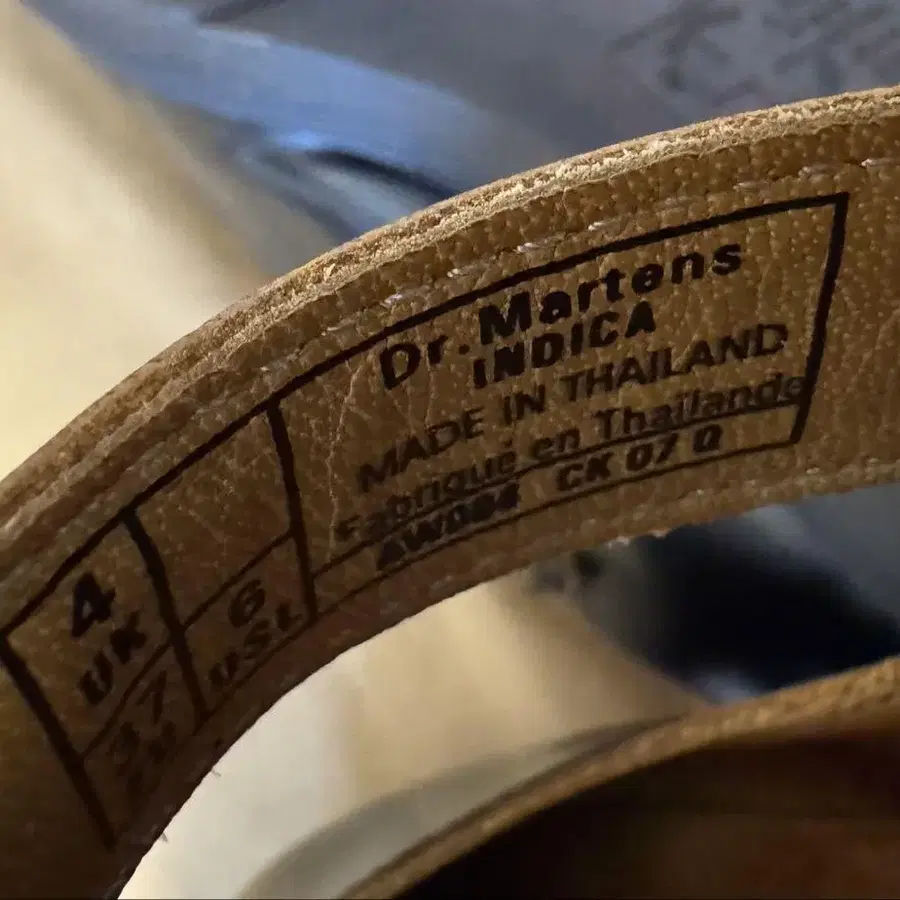 Dr. Martens
INDICA
MADE IN THAILAND
Fabriqué en Thaïlande
AW004 CK 07 Q
4
UK
37
6
USL